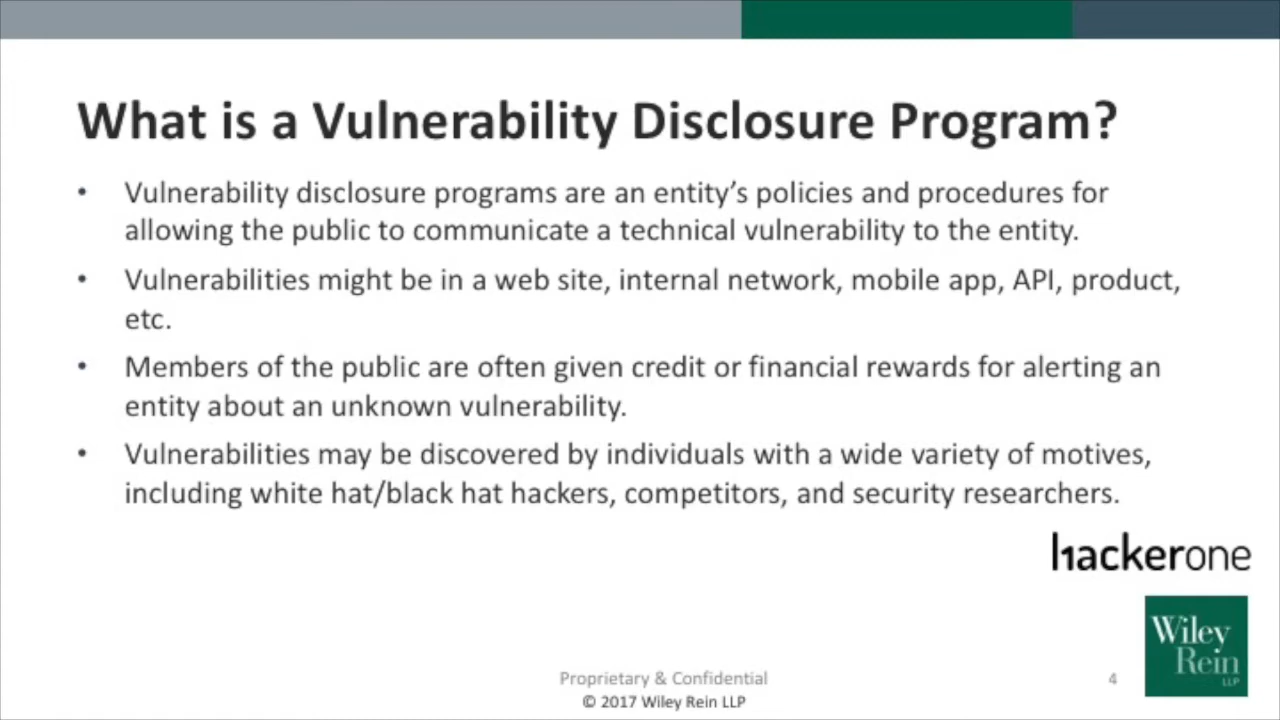 What is a Vulnerability Disclosure Program?
• Vulnerability disclosure programs are an entity’s policies and procedures for
allowing the public to communicate a technical vulnerability to the entity.
• Vulnerabilities might be in a web site, internal network, mobile app, API, product,
etc.
• Members of the public are often given credit or financial rewards for alerting an
entity about an unknown vulnerability.
• Vulnerabilities may be discovered by individuals with a wide variety of motives,
including white hat/black hat hackers, competitors, and security researchers.
hackerone
Wiley
Rein
LLP
Proprietary & Confidential
4
© 2017 Wiley Rein LLP